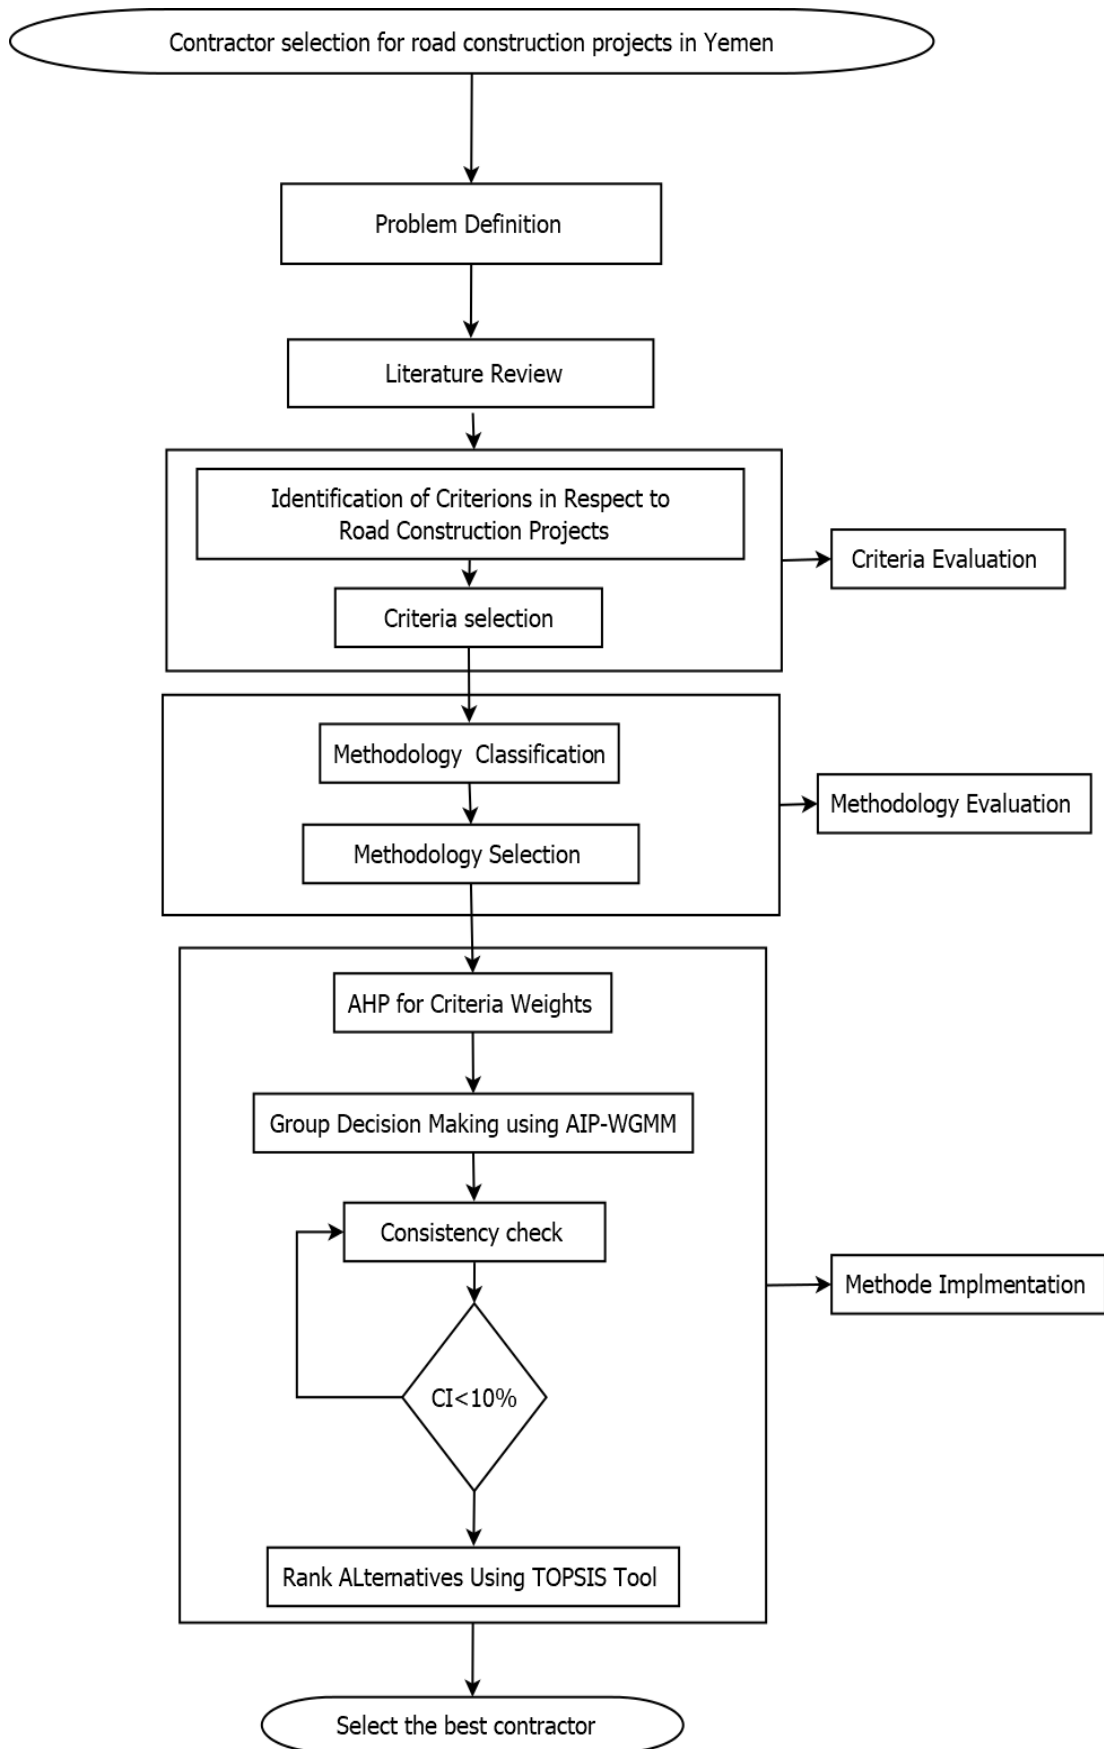 Contractor selection for road construction projects in Yemen
Problem Definition
Literature Review
Identification of Criterions in Respect to
Road Construction Projects
Criteria Evaluation
Criteria selection
Methodology Classification
Methodology Evaluation
Methodology Selection
AHP for Criteria Weights
Group Decision Making using AIP-WGMM
Consistency check
Methode Implmentation
CI<10%
Rank ALternatives Using TOPSIS Tool
Select the best contractor